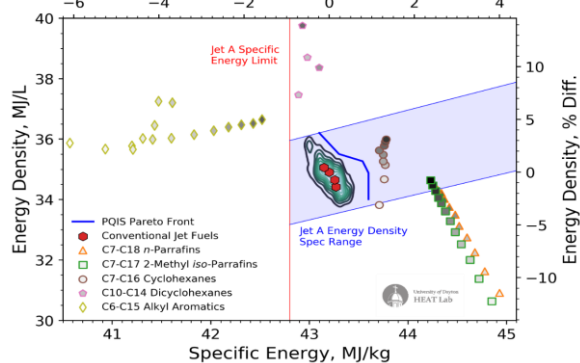 −6 −4 −2 0 2 4
Jet A Specific
Energy Limit
Energy Density, MJ/L
40
38
36
34
32
30
Energy Density, % Diff.
10
5
0
−5
−10
Jet A Energy Density
Spec Range
PQIS Pareto Front
Conventional Jet Fuels
C7-C18 n-Parrafins
C7-C17 2-Methyl iso-Parrafins
C7-C16 Cyclohexanes
C10-C14 Dicyclohexanes
C6-C15 Alkyl Aromatics
University of Dayton
HEAT Lab
41 42 43 44 45
Specific Energy, MJ/kg